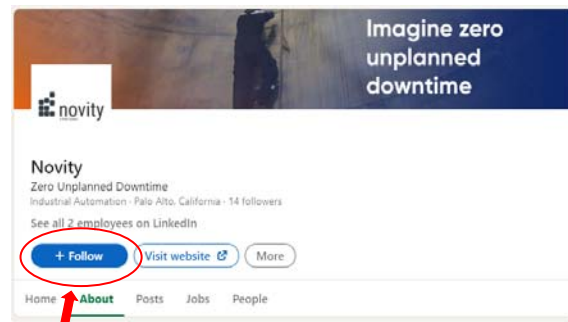 Imagine zero
unplanned
downtime
novity
Novity
Zero Unplanned Downtime
Industrial Automation · Palo Alto, California · 14 followers
See all 2 employees on LinkedIn
+ Follow
Visit website
More
Home
About
Posts
Jobs
People